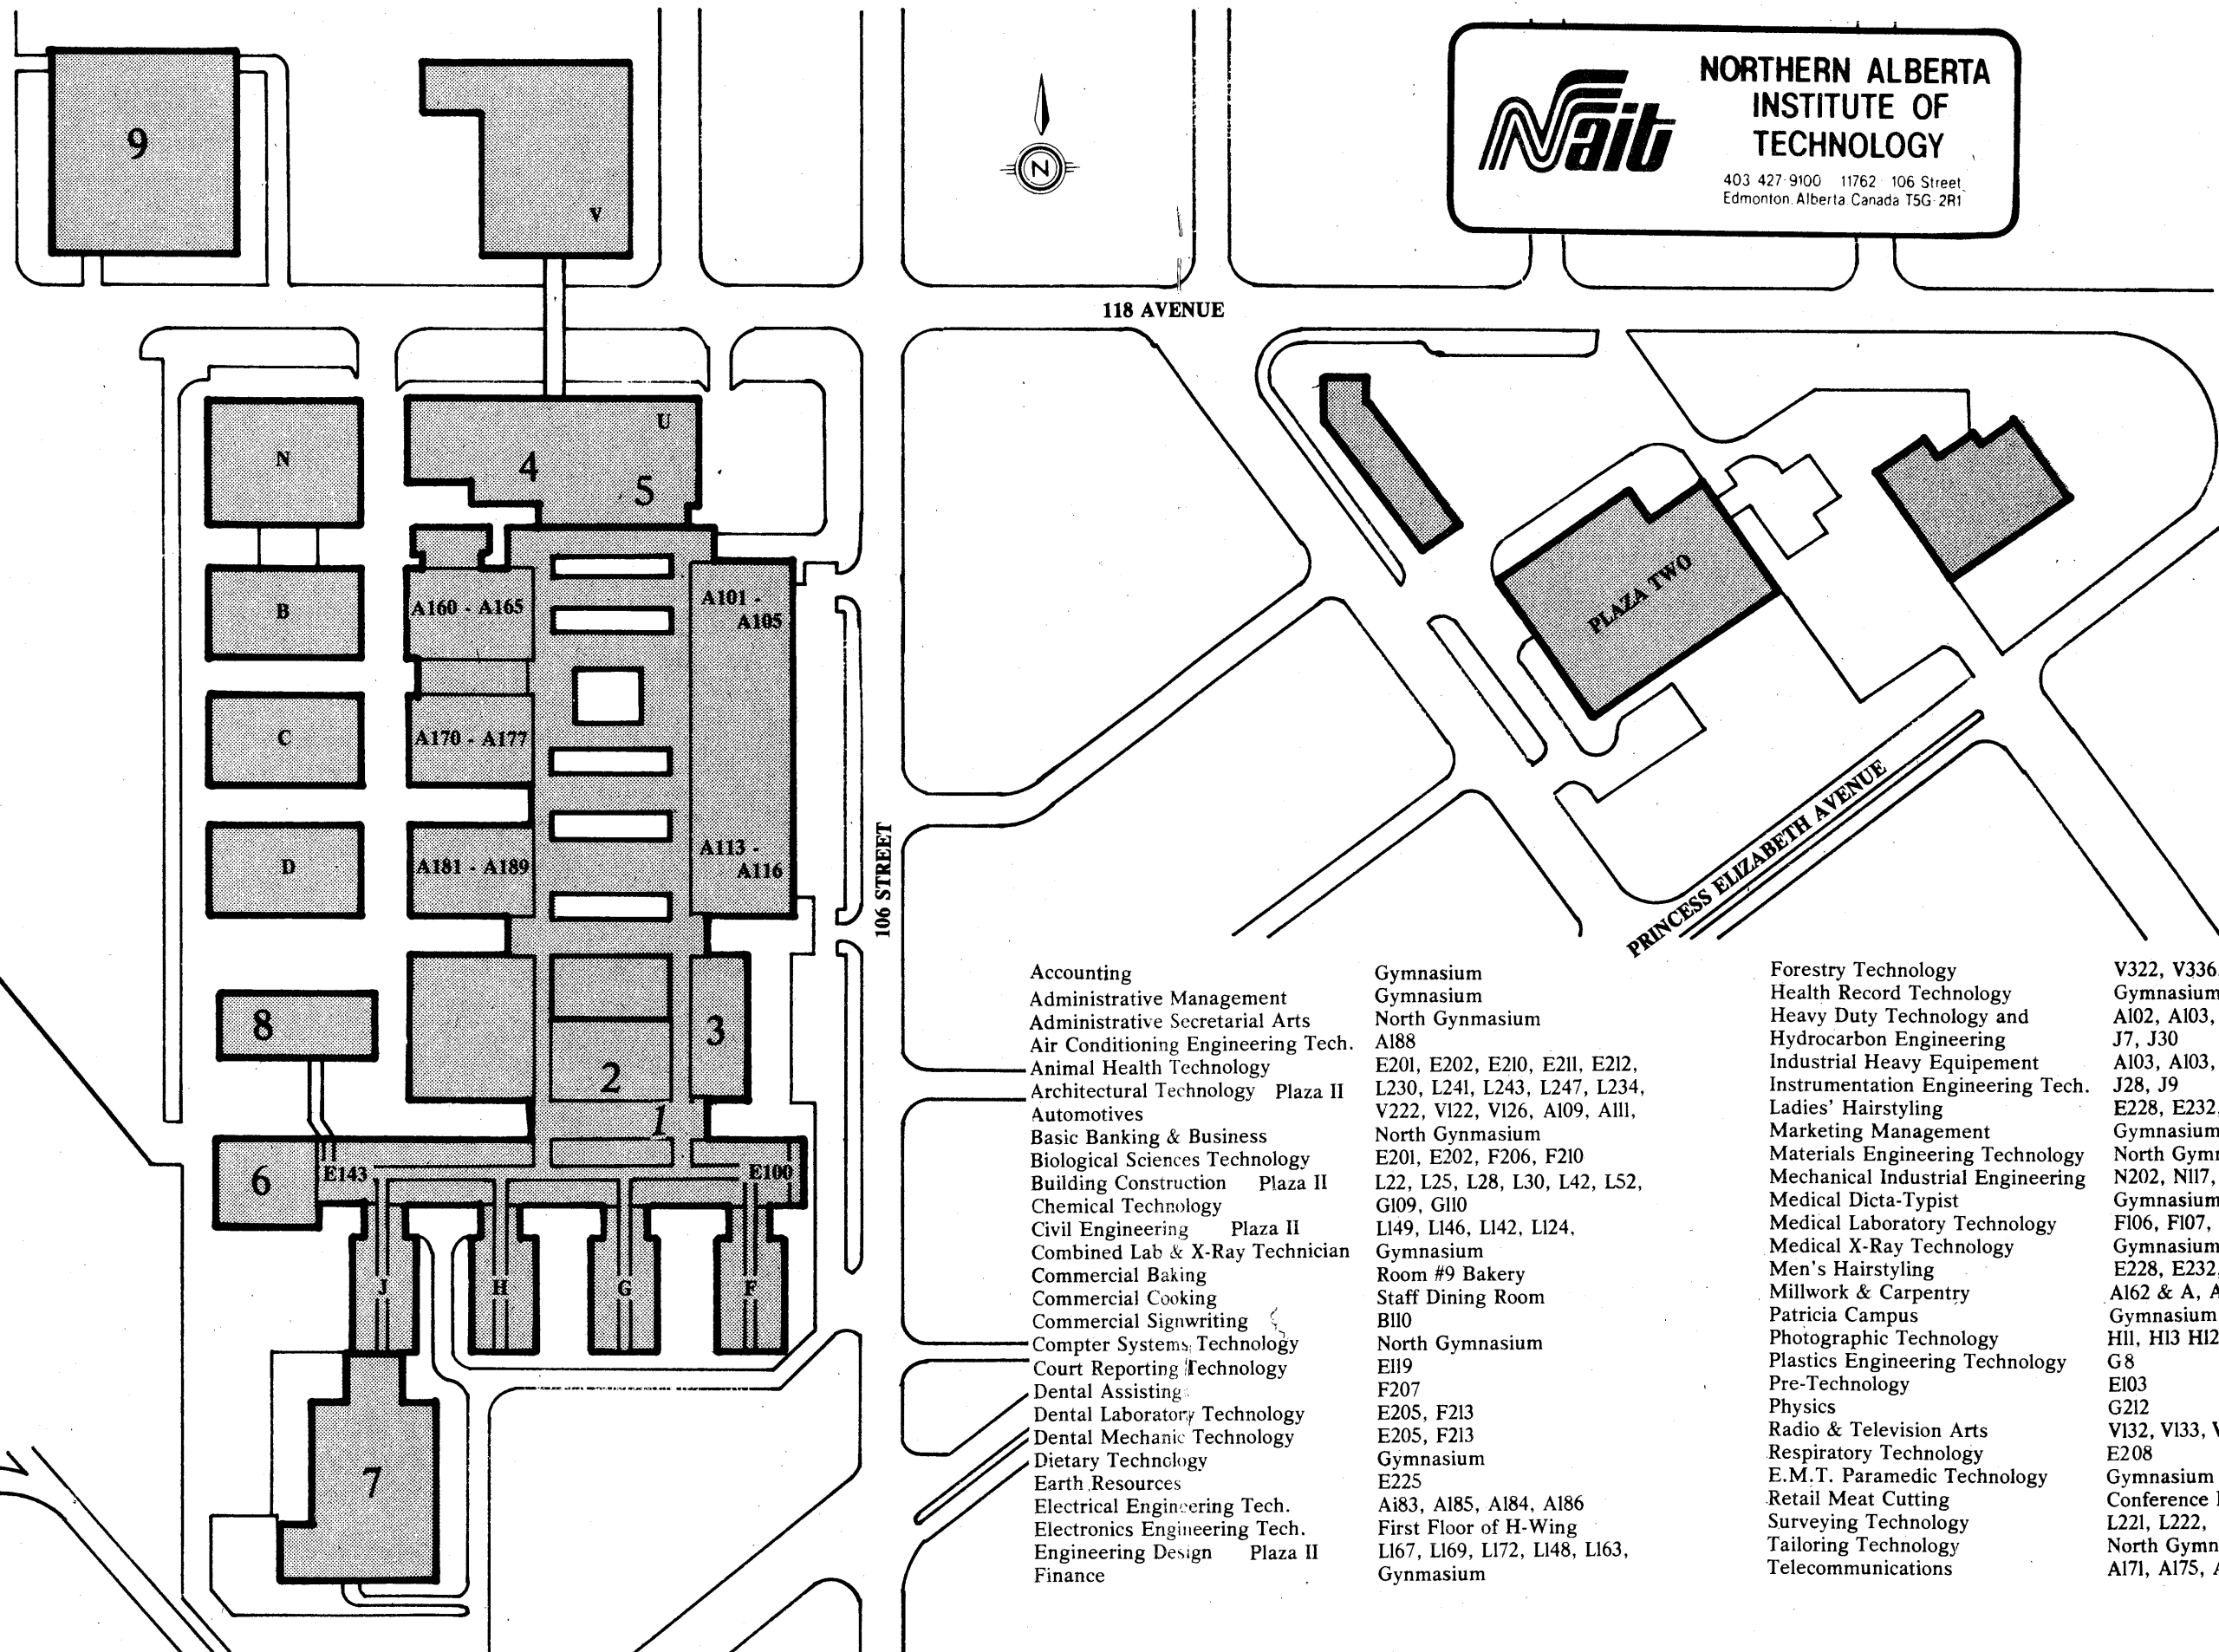 Nait
NORTHERN ALBERTA
INSTITUTE OF
TECHNOLOGY
403 427-9100 11762 106 Street
Edmonton. Alberta. Canada T5G-2R1
9
V
N
118 AVENUE
U
N
4
5
B
A160 - A165
A101 -
A105
PLAZA TWO
C
A170 - A177
D
A181 - A189
A113 -
A116
106 STREET
PRINCESS ELIZABETH AVENUE
8
3
2
1
6
E143
E100
J
H
G
F
7
Accounting Gymnasium
Administrative Management Gymnasium
Administrative Secretarial Arts North Gynmasium
Air Conditioning Engineering Tech. A188
Animal Health Technology E201, E202, E210, E211, E212,
Architectural Technology Plaza II L230, L241, L243, L247, L234,
Automotives V222, V122, V126, A109, A111,
Basic Banking & Business North Gynmasium
Biological Sciences Technology E201, E202, F206, F210
Building Construction Plaza II L22, L25, L28, L30, L42, L52,
Chemical Technology G109, G110
Civil Engineering Plaza II L149, L146, L142, L124,
Combined Lab & X-Ray Technician Gymnasium
Commercial Baking Room #9 Bakery
Commercial Cooking Staff Dining Room
Commercial Signwriting B110
Compter Systems Technology North Gymnasium
Court Reporting Technology E119
Dental Assisting F207
Dental Laboratory Technology E205, F213
Dental Mechanic Technology E205, F213
Dietary Technology Gymnasium
Earth Resources E225
Electrical Engineering Tech. Ai83, A185, A184, A186
Electronics Engineering Tech. First Floor of H-Wing
Engineering Design Plaza II L167, L169, L172, L148, L163,
Finance Gynmasium
Forestry Technology V322, V336,
Health Record Technology Gymnasium
Heavy Duty Technology and A102, A103,
Hydrocarbon Engineering J7, J30
Industrial Heavy Equipement A103, A103,
Instrumentation Engineering Tech. J28, J9
Ladies' Hairstyling E228, E232,
Marketing Management Gymnasium
Materials Engineering Technology North Gymn
Mechanical Industrial Engineering N202, N117,
Medical Dicta-Typist Gymnasium
Medical Laboratory Technology F106, F107,
Medical X-Ray Technology Gymnasium
Men's Hairstyling E228, E232,
Millwork & Carpentry A162 & A, A
Patricia Campus Gymnasium
Photographic Technology H11, H13 H12
Plastics Engineering Technology G8
Pre-Technology E103
Physics G212
Radio & Television Arts V132, V133, V
Respiratory Technology E208
E.M.T. Paramedic Technology Gymnasium
Retail Meat Cutting Conference
Surveying Technology L221, L222,
Tailoring Technology North Gymn
Telecommunications A171, A175, A